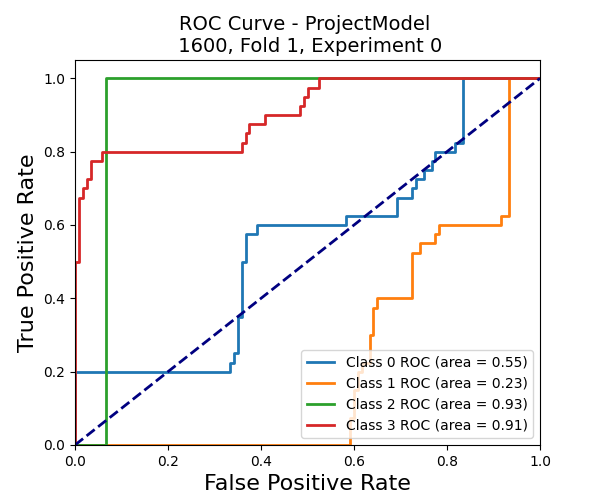 ROC Curve - ProjectModel
1600, Fold 1, Experiment 0
True Positive Rate
1.0
0.8
0.6
0.4
0.2
0.0
Class 0 ROC (area = 0.55)
Class 1 ROC (area = 0.23)
Class 2 ROC (area = 0.93)
Class 3 ROC (area = 0.91)
0.0 0.2 0.4 0.6 0.8 1.0
False Positive Rate